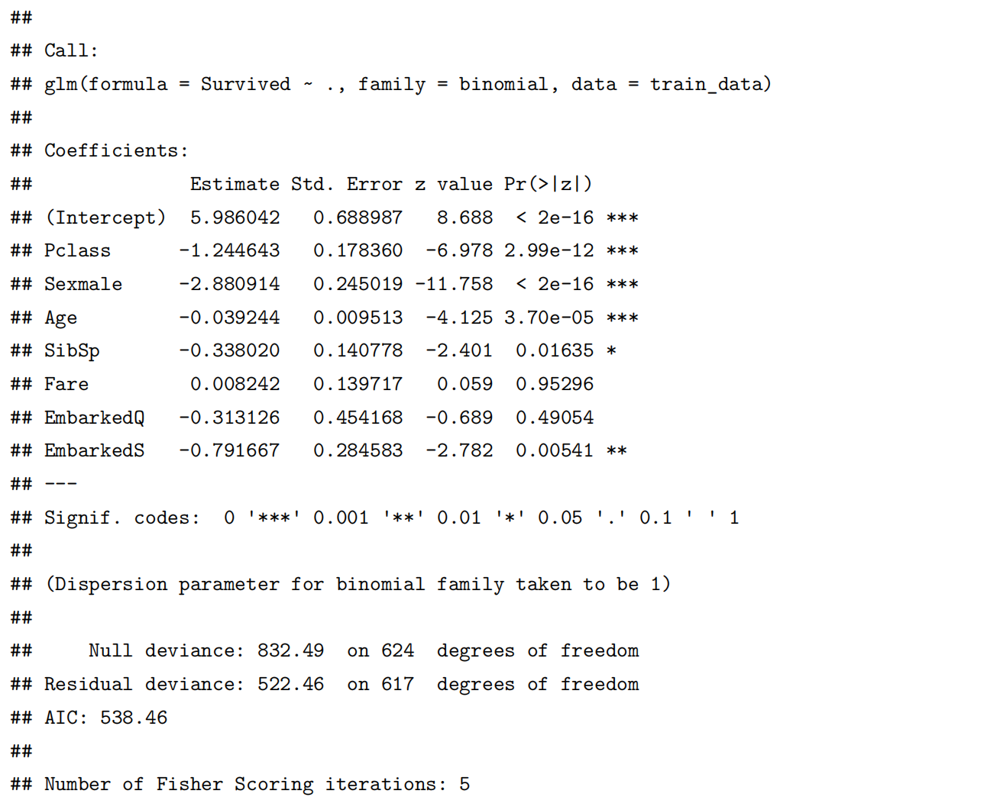 ##
## Call:
## glm(formula = Survived ~ ., family = binomial, data = train_data)
##
## Coefficients:
##              Estimate Std. Error z value Pr(>|z|)
## (Intercept)  5.986042   0.688987   8.688  < 2e-16 ***
## Pclass      -1.244643   0.178360  -6.978 2.99e-12 ***
## Sexmale     -2.880914   0.245019 -11.758  < 2e-16 ***
## Age         -0.039244   0.009513  -4.125 3.70e-05 ***
## SibSp       -0.338020   0.140778  -2.401  0.01635 *
## Fare         0.008242   0.139717   0.059  0.95296
## EmbarkedQ   -0.313126   0.454168  -0.689  0.49054
## EmbarkedS   -0.791667   0.284583  -2.782  0.00541 **
## ---
## Signif. codes:  0 '***' 0.001 '**' 0.01 '*' 0.05 '.' 0.1 ' ' 1
##
## (Dispersion parameter for binomial family taken to be 1)
##
##     Null deviance: 832.49  on 624  degrees of freedom
## Residual deviance: 522.46  on 617  degrees of freedom
## AIC: 538.46
##
## Number of Fisher Scoring iterations: 5